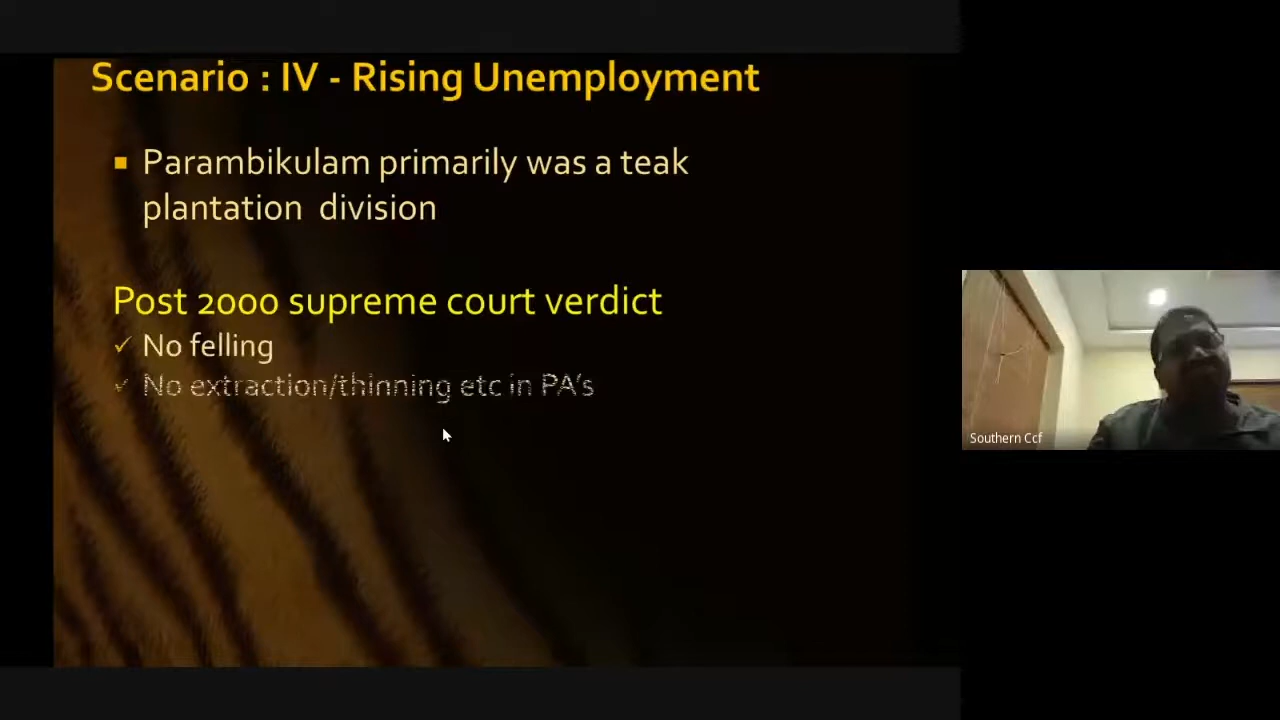 Scenario : IV - Rising Unemployment
▪ Parambikulam primarily was a teak
plantation division
Post 2000 supreme court verdict
✓ No felling
✓ No extraction/thinning etc in PA's
Southern Ccf